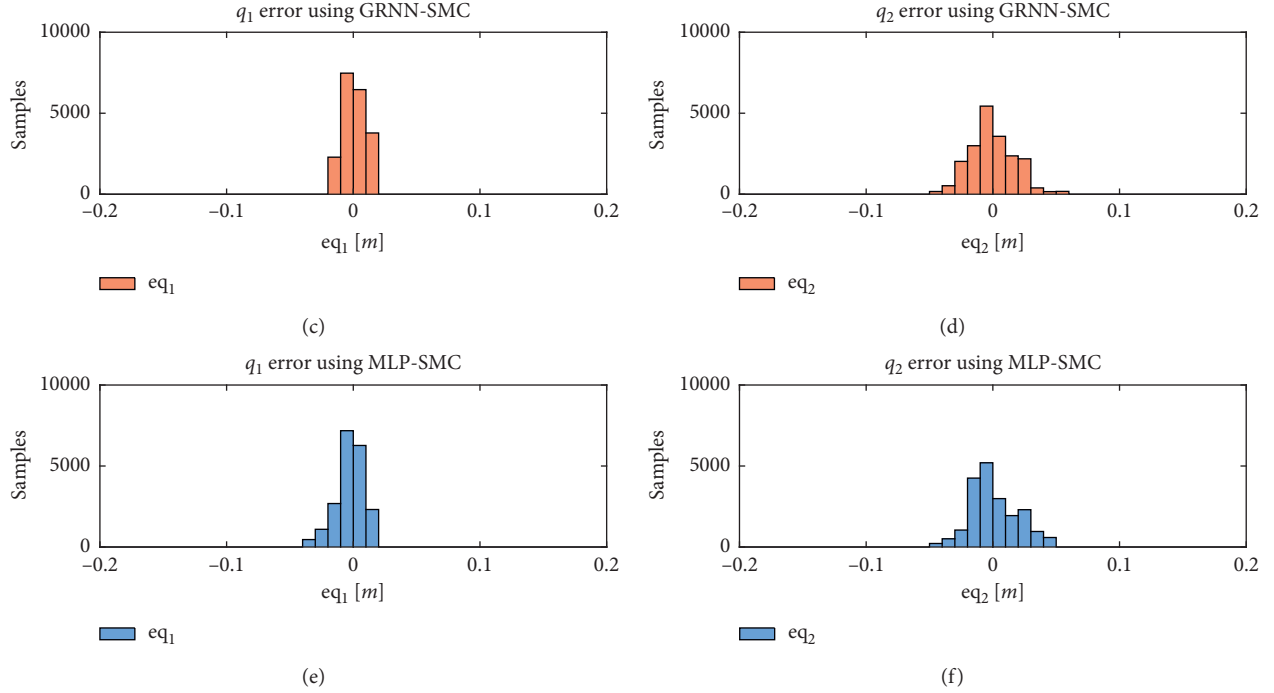 q1 error using GRNN-SMC
10000
5000
0
Samples
−0.2 −0.1 0 0.1 0.2
eq1 [m]
eq1
(c)
q2 error using GRNN-SMC
10000
5000
0
Samples
−0.2 −0.1 0 0.1 0.2
eq2 [m]
eq2
(d)
q1 error using MLP-SMC
10000
5000
0
Samples
−0.2 −0.1 0 0.1 0.2
eq1 [m]
eq1
(e)
q2 error using MLP-SMC
10000
5000
0
Samples
−0.2 −0.1 0 0.1 0.2
eq2 [m]
eq2
(f)